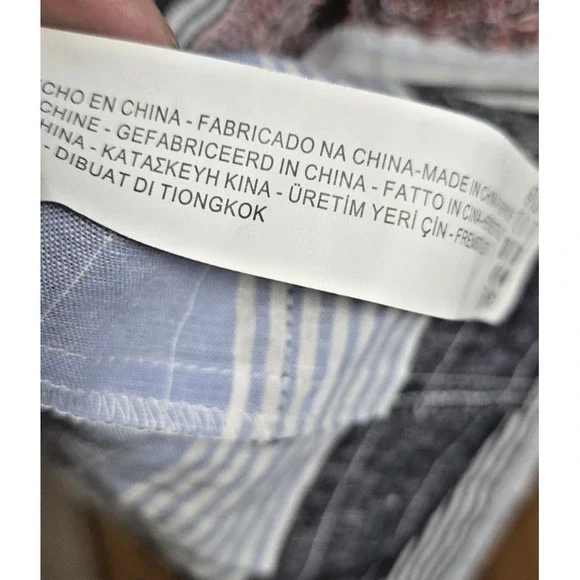 CHO EN CHINA - FABRICADO NA CHINA-MADE IN
CHINE - GEFABRICEERD IN CHINA - FATTO IN CINA-
HINA - ΚΑΤΑΣΚΕΥΗ ΚΙΝΑ - ÜRETİM YERİ ÇİN -
- DIBUAT DI TIONGKOK